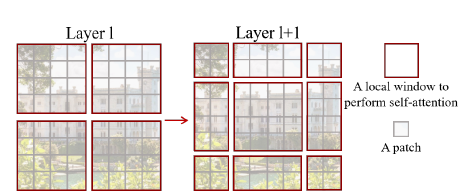 Layer l
Layer l+1
A local window to
perform self-attention
A patch